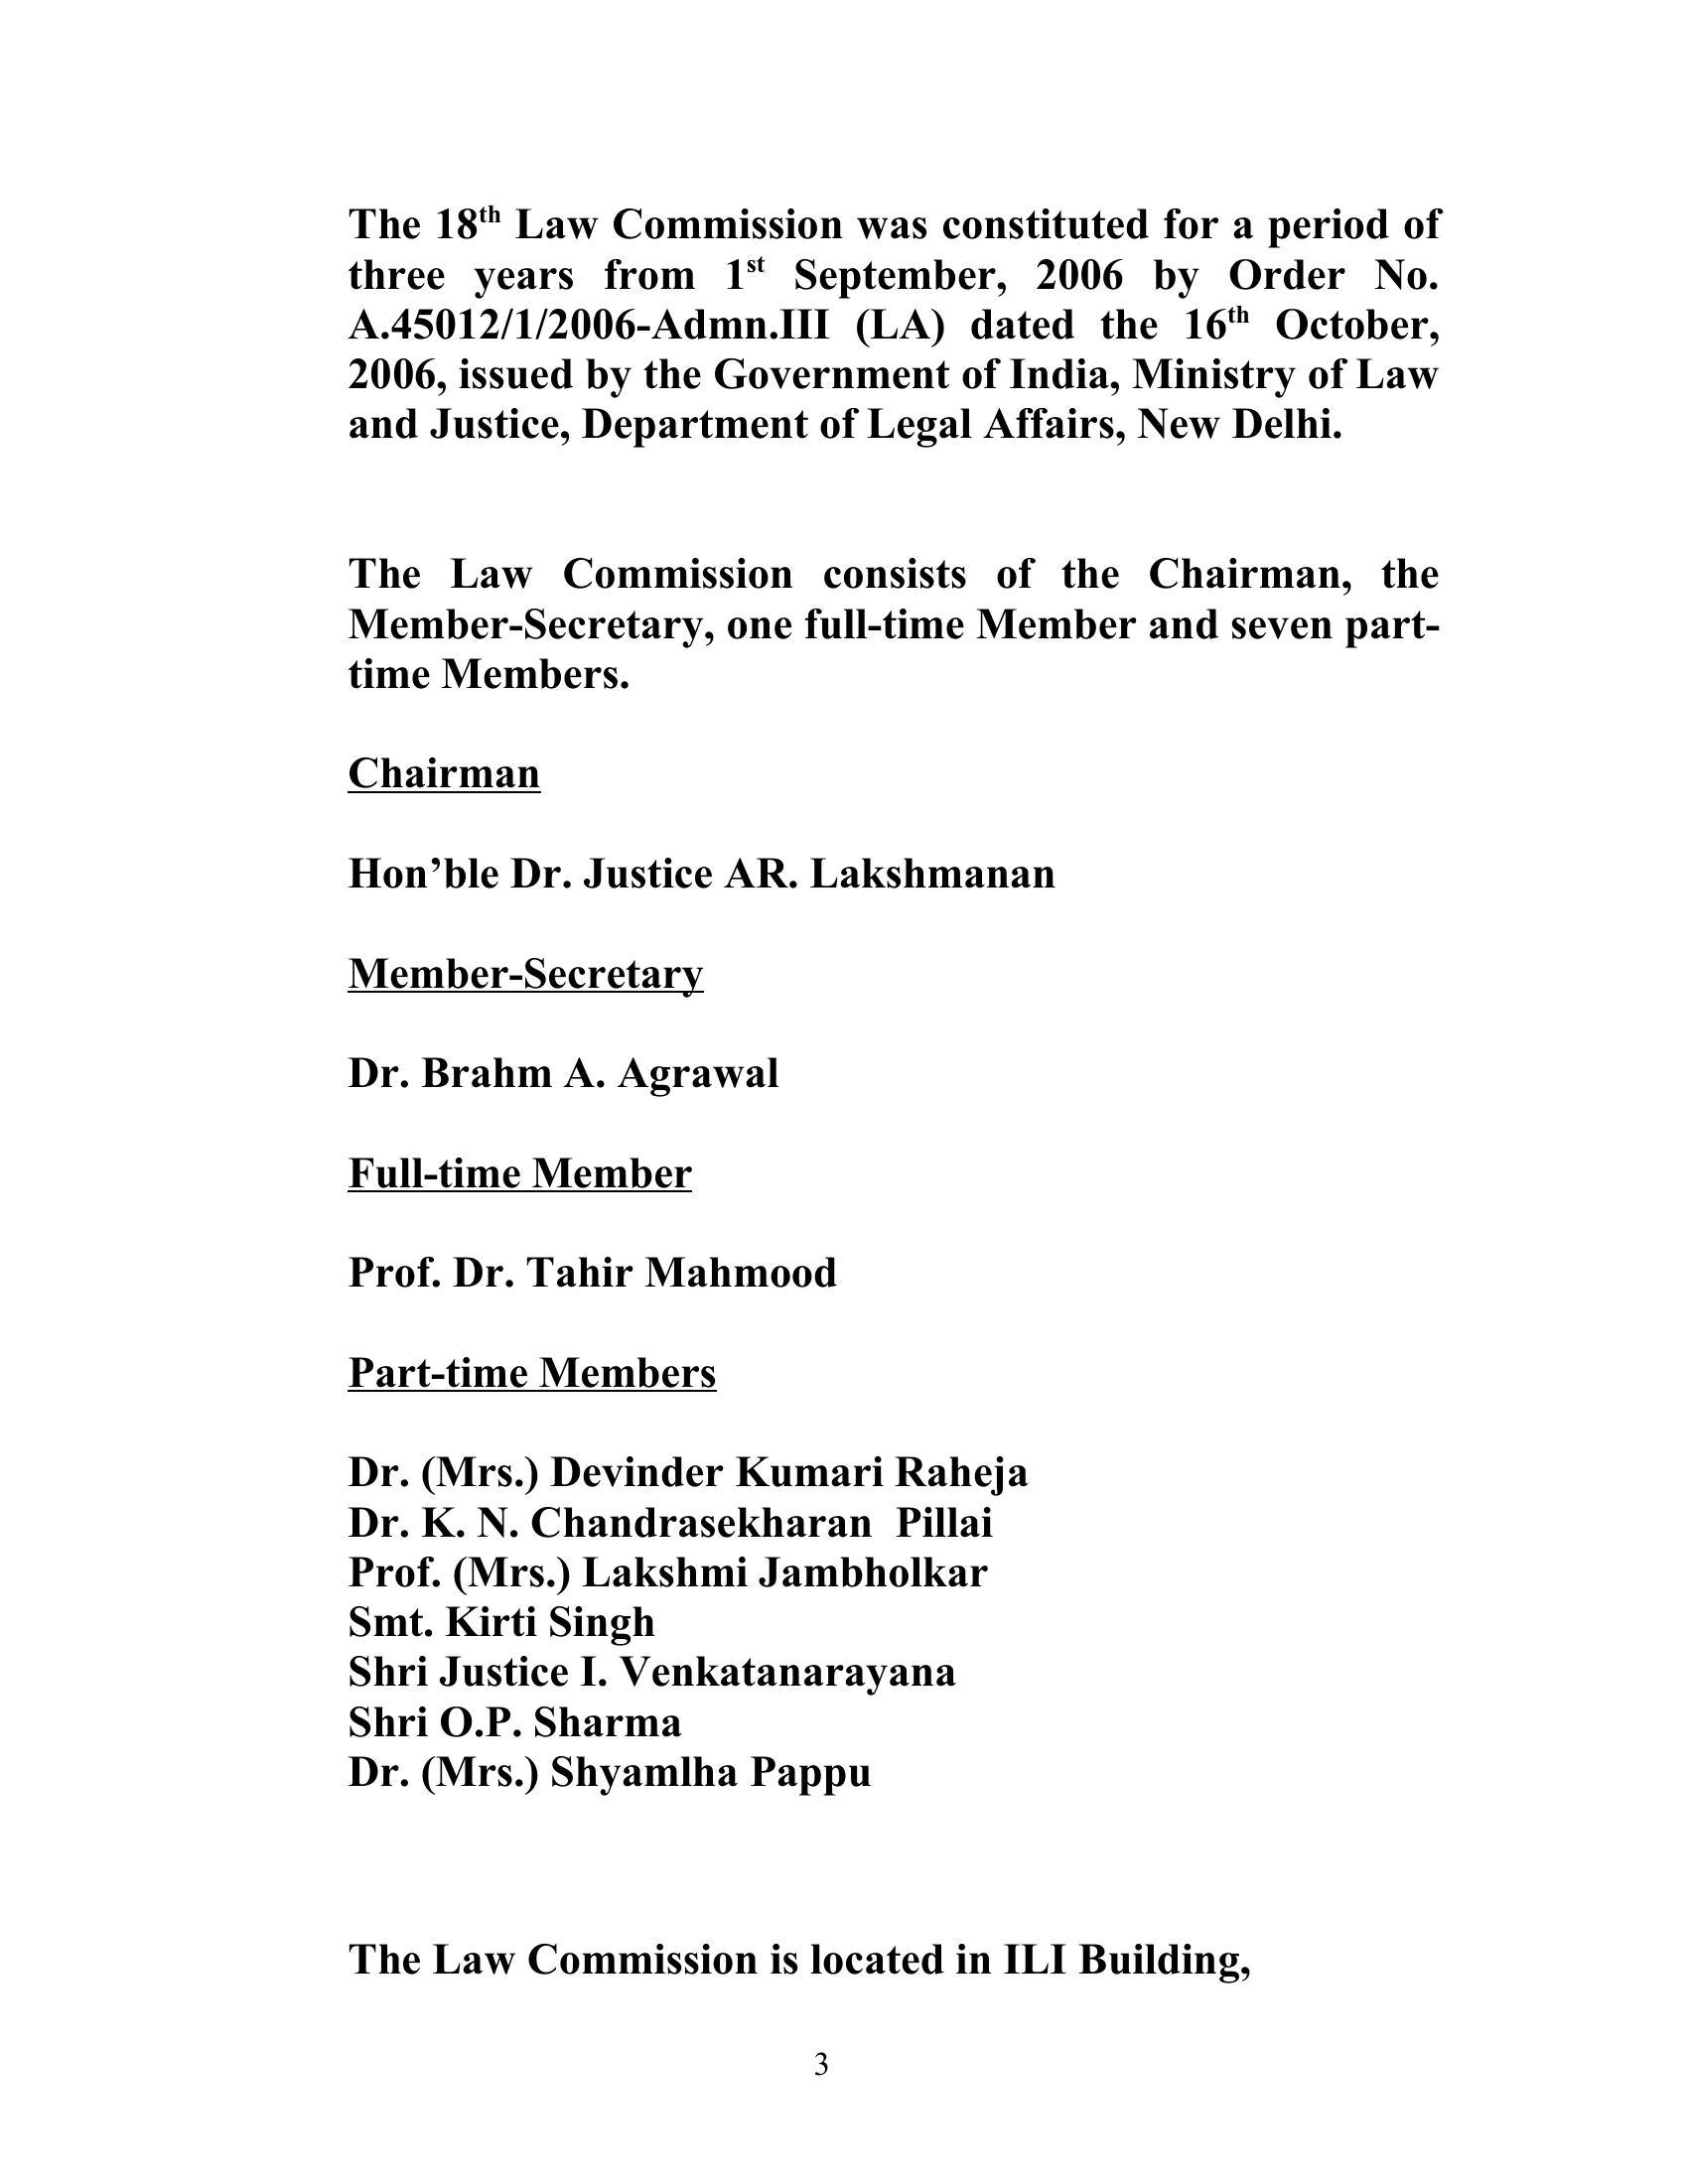 The 18th Law Commission was constituted for a period of
three years from 1st September, 2006 by Order No.
A.45012/1/2006-Admn.III (LA) dated the 16th October,
2006, issued by the Government of India, Ministry of Law
and Justice, Department of Legal Affairs, New Delhi.
The Law Commission consists of the Chairman, the
Member-Secretary, one full-time Member and seven part-
time Members.
Chairman
Hon’ble Dr. Justice AR. Lakshmanan
Member-Secretary
Dr. Brahm A. Agrawal
Full-time Member
Prof. Dr. Tahir Mahmood
Part-time Members
Dr. (Mrs.) Devinder Kumari Raheja
Dr. K. N. Chandrasekharan  Pillai
Prof. (Mrs.) Lakshmi Jambholkar
Smt. Kirti Singh
Shri Justice I. Venkatanarayana
Shri O.P. Sharma
Dr. (Mrs.) Shyamlha Pappu
The Law Commission is located in ILI Building,
3